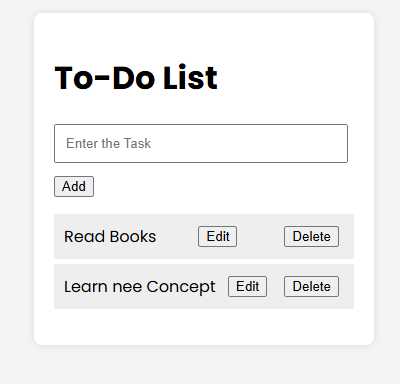 To-Do List
Enter the Task
Add
Read Books Edit Delete
Learn nee Concept Edit Delete